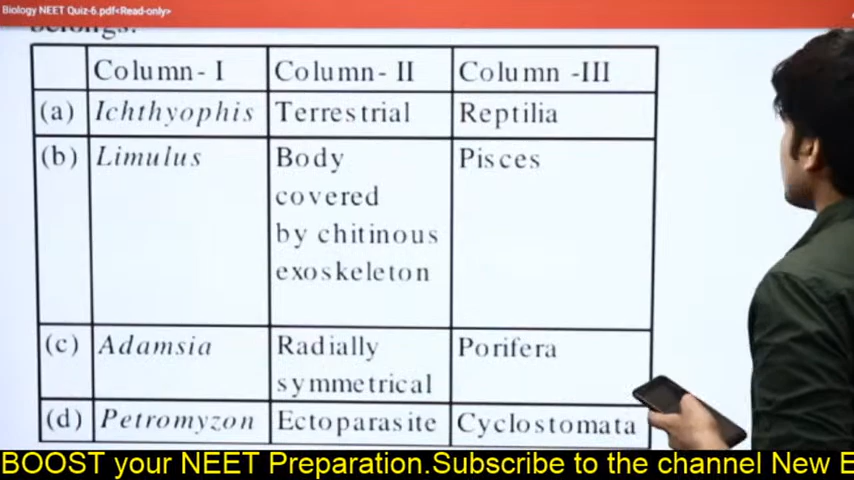 Biology NEET Quiz-6.pdf<Read-only>
belongs.
Column- I Column- II Column -III
(a) Ichthyophis Terrestrial Reptilia
(b) Limulus Body Pisces
covered
by chitinous
exoskeleton
(c) Adamsia Radially Porifera
symmetrical
(d) Petromyzon Ectoparasite Cyclostomata
BOOST your NEET Preparation.Subscribe to the channel New E